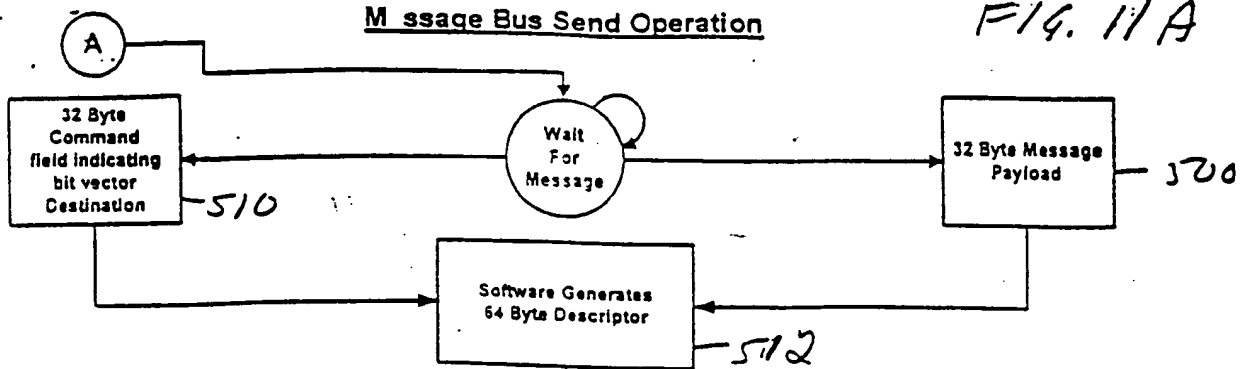 M ssage Bus Send Operation
FIG. 11A
A
32 Byte
Command
field indicating
bit vector
Destination
510
Wait
For
Message
32 Byte Message
Payload
500
Software Generates
64 Byte Descriptor
512